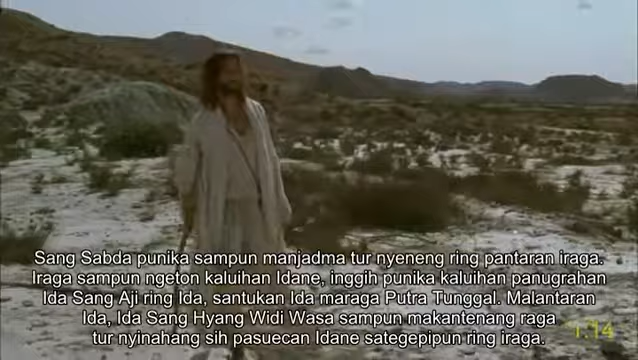 Sang Sabda punika sampun manjadma tur nyeneng ring pantaran iraga.
Iraga sampun ngeton kaluihan Idane, inggih punika kaluihan panugrahan
Ida Sang Aji ring Ida, santukan Ida maraga Putra Tunggal. Malantaran
Ida, Ida Sang Hyang Widi Wasa sampun makantenang raga
tur nyinahang sih pasuecan Idane sategepipun ring iraga.
1.14